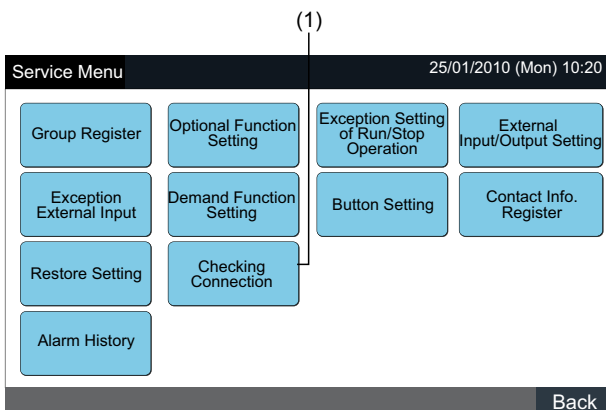 (1)
Service Menu
25/01/2010 (Mon) 10:20
Group Register
Optional Function
Setting
Exception Setting
of Run/Stop
Operation
External
Input/Output Setting
Exception
External Input
Demand Function
Setting
Button Setting
Contact Info.
Register
Restore Setting
Checking
Connection
Alarm History
Back